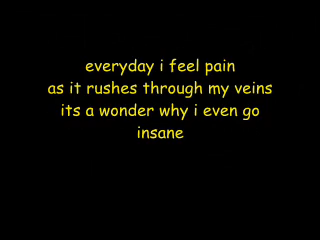 everyday i feel pain
as it rushes through my veins
its a wonder why i even go
insane